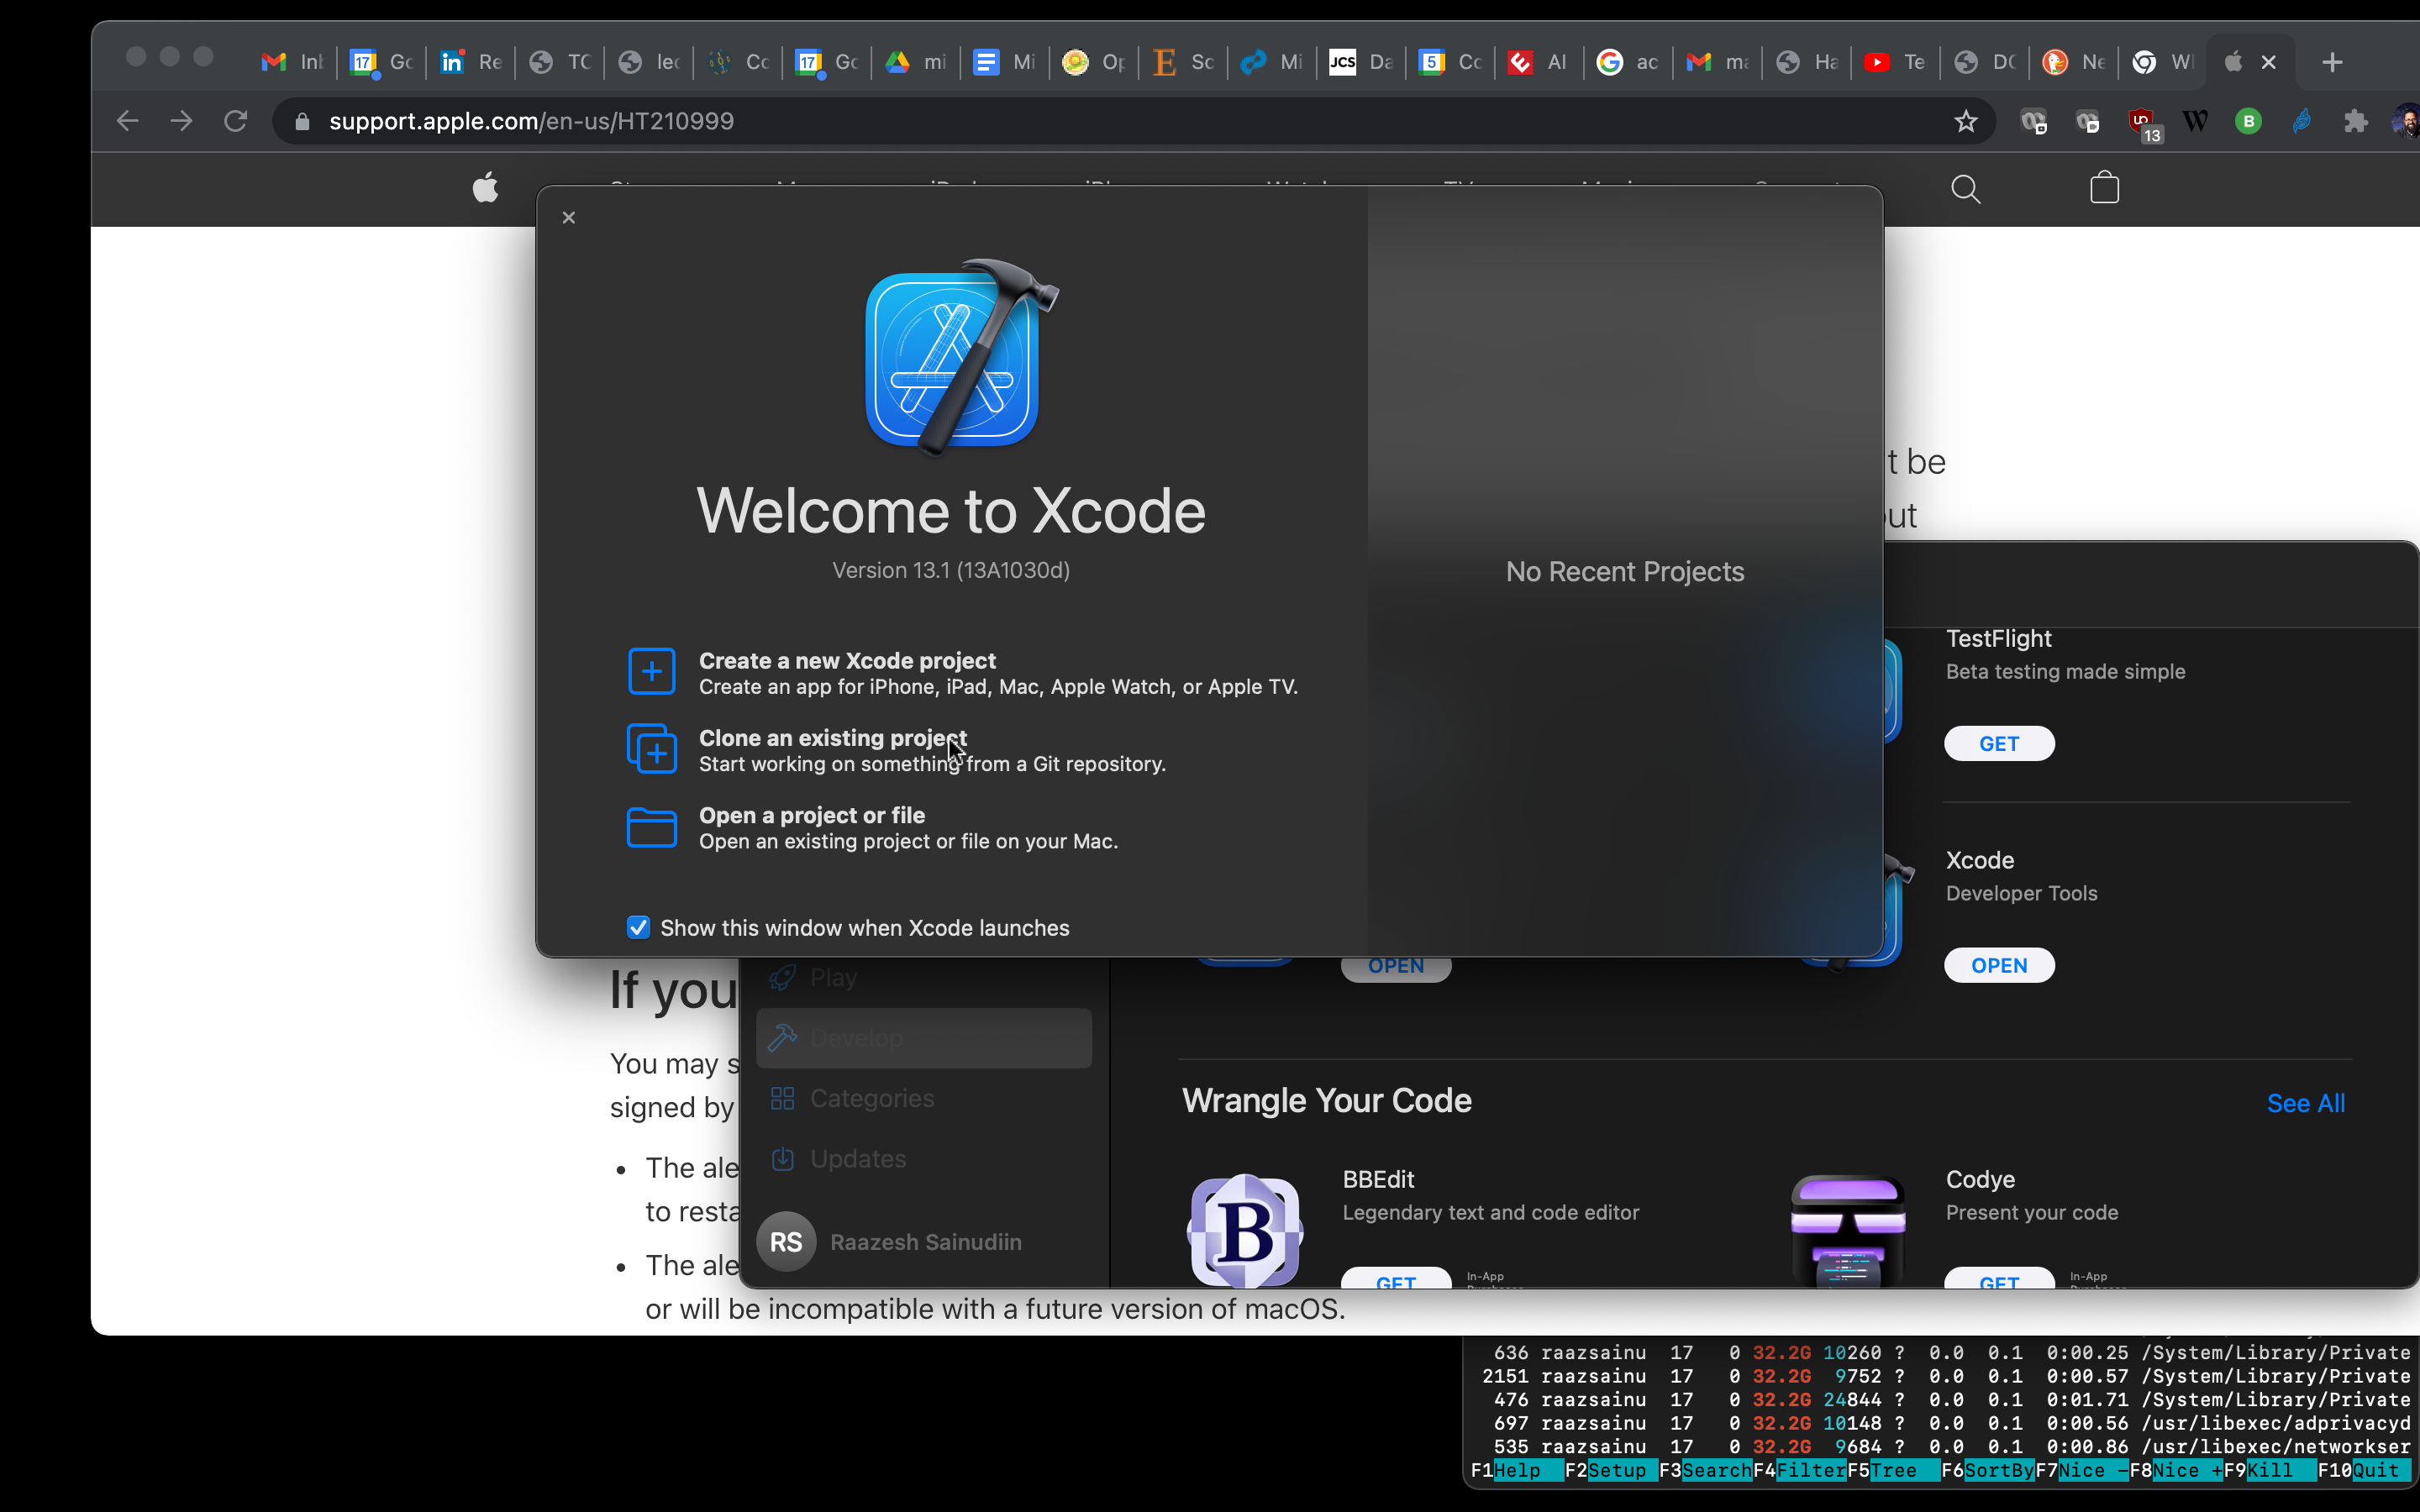 Inb
Gc
Re
TC
lec
Cc
Gc
mi
Mi
Op
Sc
Mi
JCS Da
Cc
AI
ac
ma
Ha
Te
DC
Ne
Wl
support.apple.com/en-us/HT210999
13
Welcome to Xcode
Version 13.1 (13A1030d)
Create a new Xcode project
Create an app for iPhone, iPad, Mac, Apple Watch, or Apple TV.
Clone an existing project
Start working on something from a Git repository.
Open a project or file
Open an existing project or file on your Mac.
Show this window when Xcode launches
No Recent Projects
t be
out
TestFlight
Beta testing made simple
GET
Xcode
Developer Tools
OPEN
OPEN
If you
You may s
signed by
The ale
to resta
The ale
or will be incompatible with a future version of macOS.
Play
Develop
Categories
Updates
RS Raazesh Sainudiin
Wrangle Your Code
See All
BBEdit
Legendary text and code editor
GET In-App
Codye
Present your code
GET In-App
636 raazsainu 17 0 32.2G 10260 ? 0.0 0.1 0:00.25 /System/Library/Private
2151 raazsainu 17 0 32.2G 9752 ? 0.0 0.1 0:00.57 /System/Library/Private
476 raazsainu 17 0 32.2G 24844 ? 0.0 0.1 0:01.71 /System/Library/Private
697 raazsainu 17 0 32.2G 10148 ? 0.0 0.1 0:00.56 /usr/libexec/adprivacyd
535 raazsainu 17 0 32.2G 9684 ? 0.0 0.1 0:00.86 /usr/libexec/networkser
F1Help F2Setup F3SearchF4FilterF5Tree F6SortByF7Nice -F8Nice +F9Kill F10Quit